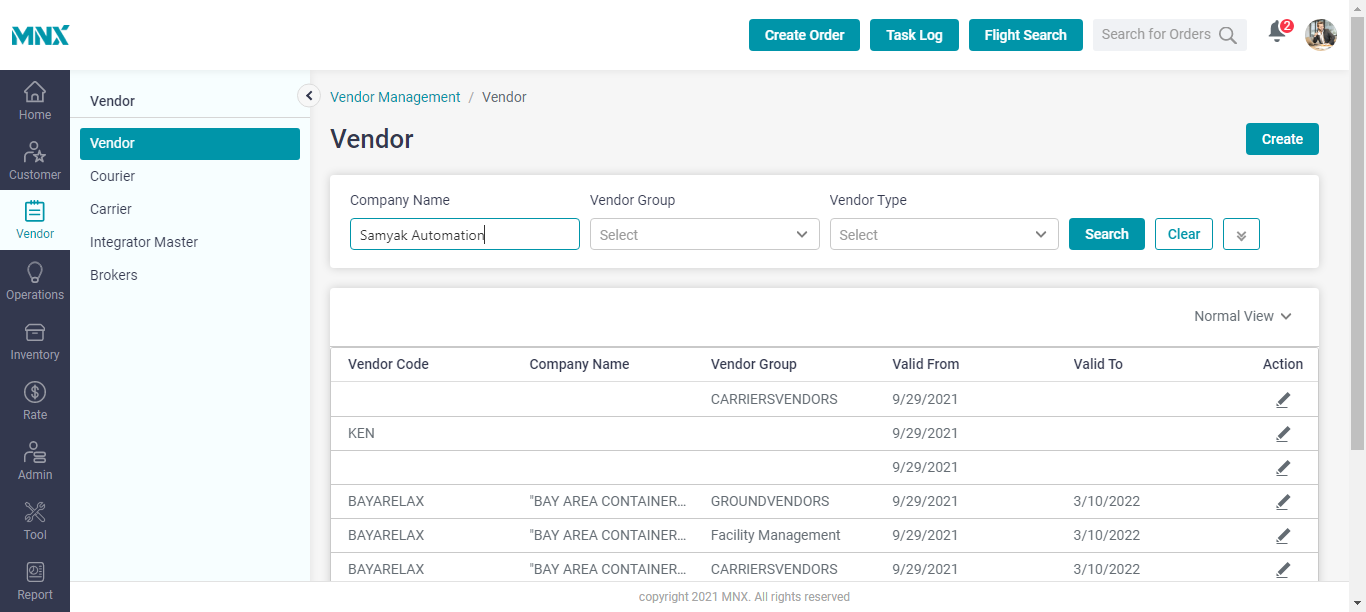 MNX
Create Order
Task Log
Flight Search
Search for Orders
2
Home
Customer
Vendor
Operations
Inventory
Rate
Admin
Tool
Report
Vendor
Vendor
Courier
Carrier
Integrator Master
Brokers
Vendor Management / Vendor
Vendor
Create
Company Name Vendor Group Vendor Type
Samyak Automation Select Select Search Clear
Normal View
Vendor Code Company Name Vendor Group Valid From Valid To Action
CARRIERSVENDORS 9/29/2021
KEN 9/29/2021
9/29/2021
BAYARELAX "BAY AREA CONTAINER... GROUNDVENDORS 9/29/2021 3/10/2022
BAYARELAX "BAY AREA CONTAINER... Facility Management 9/29/2021 3/10/2022
BAYARELAX "BAY AREA CONTAINER... CARRIERSVENDORS 9/29/2021 3/10/2022
copyright 2021 MNX. All rights reserved